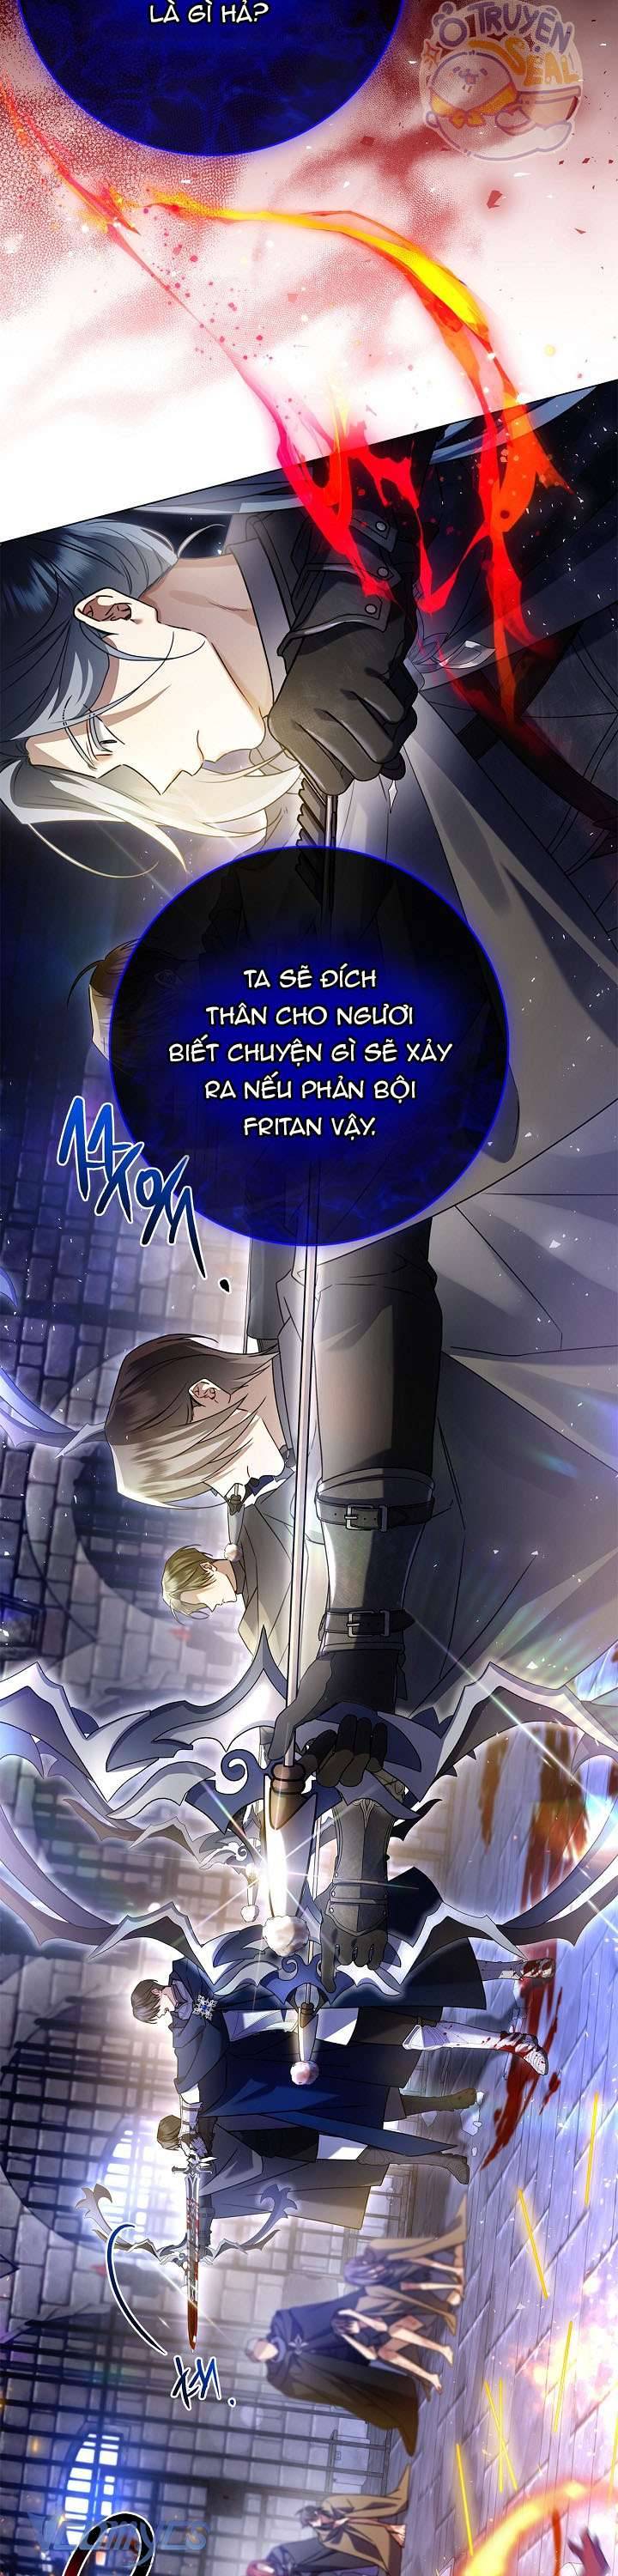 LÀ GÌ HẢ?
Ổ TRUYỆN
SEAL
TA SẼ ĐÍCH
THÂN CHO NGƯƠI
BIẾT CHUYỆN GÌ SẼ XẢY
RA NẾU PHẢN BỘI
FRITAN VẬY.